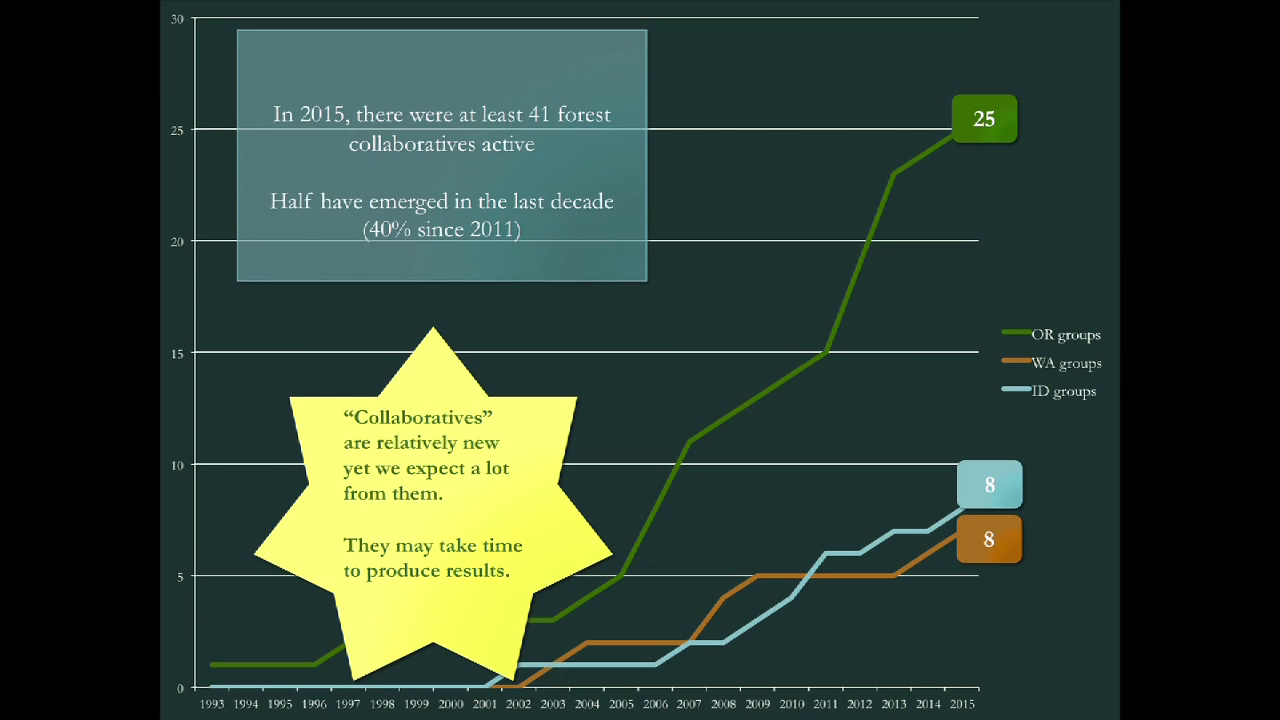 30
In 2015, there were at least 41 forest
collaboratives active
Half have emerged in the last decade
(40% since 2011)
25
25
20
15
OR groups
WA groups
ID groups
"Collaboratives"
are relatively new
yet we expect a lot
from them.
They may take time
to produce results.
10
8
8
5
0
1993 1994 1995 1996 1997 1998 1999 2000 2001 2002 2003 2004 2005 2006 2007 2008 2009 2010 2011 2012 2013 2014 2015